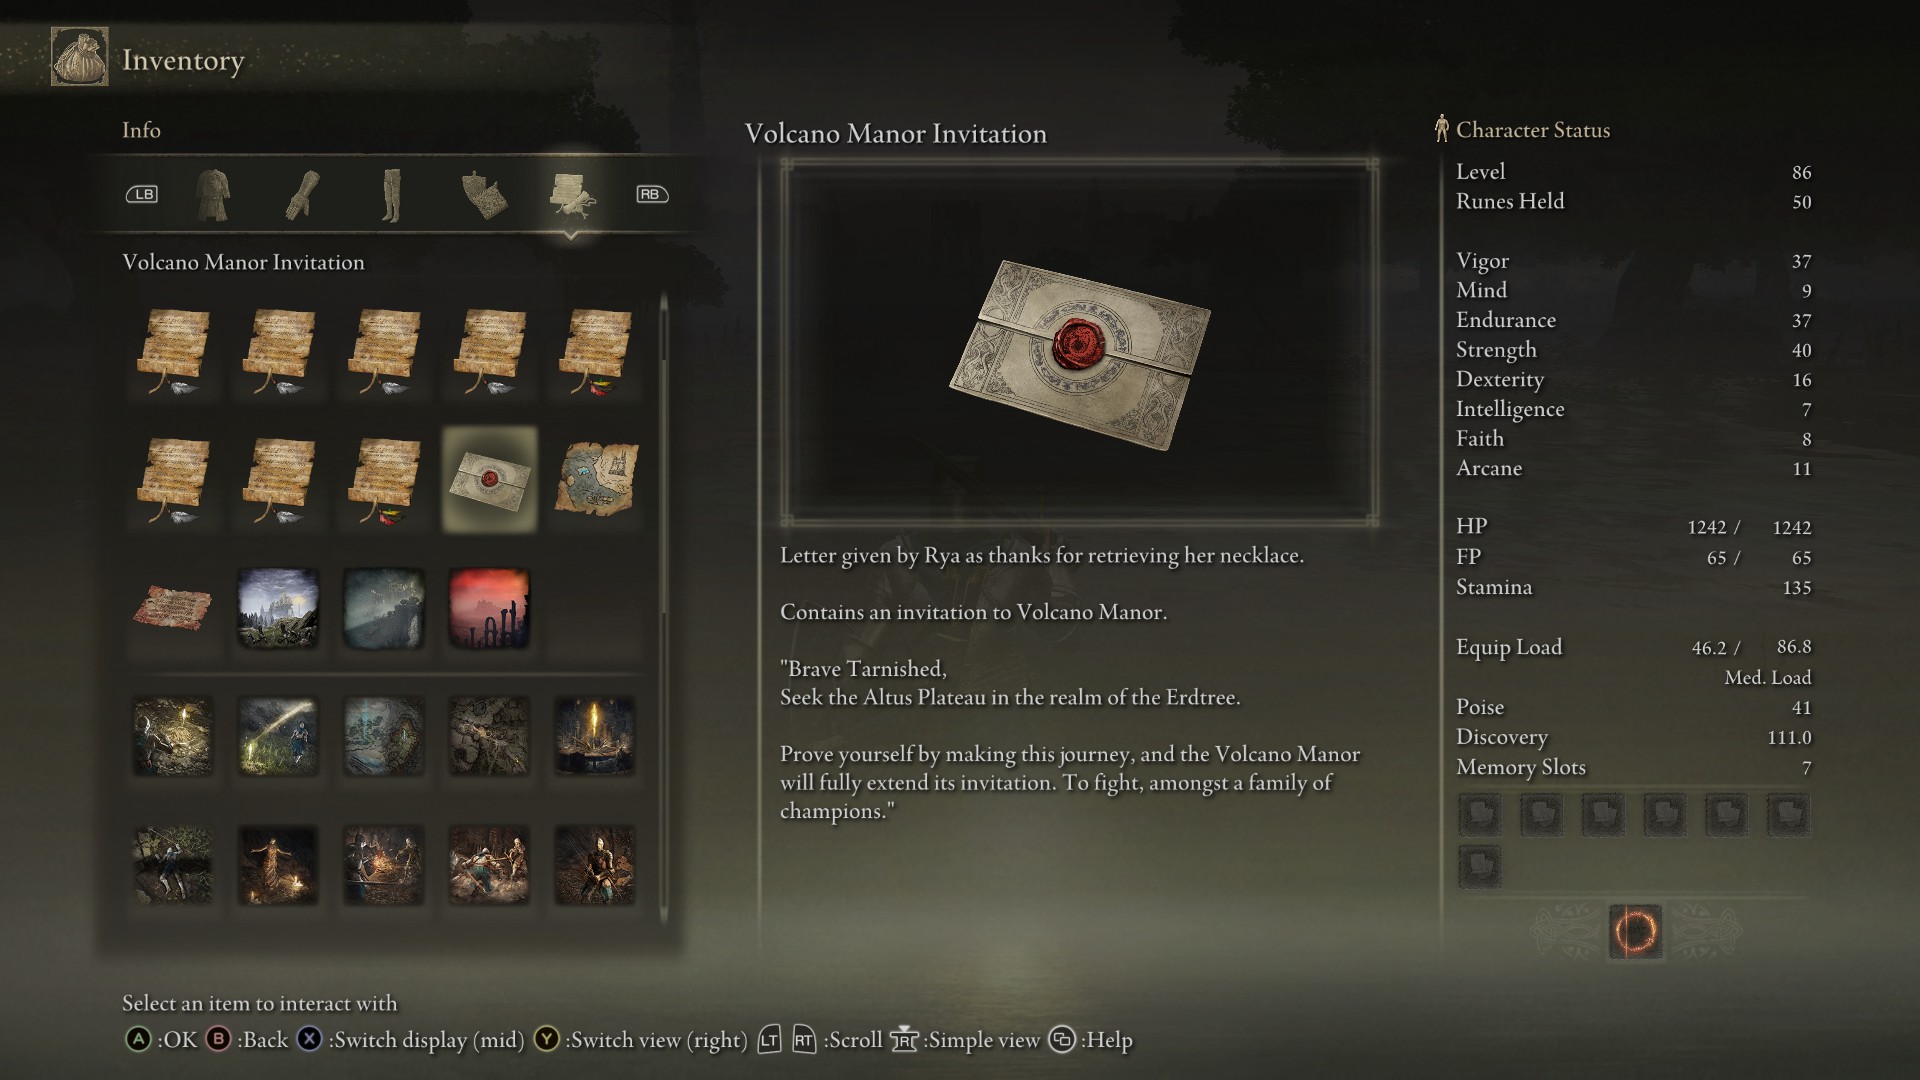 Inventory
Info
LB
RB
Volcano Manor Invitation
Volcano Manor Invitation
Letter given by Rya as thanks for retrieving her necklace.
Contains an invitation to Volcano Manor.
"Brave Tarnished,
Seek the Altus Plateau in the realm of the Erdtree.
Prove yourself by making this journey, and the Volcano Manor
will fully extend its invitation. To fight, amongst a family of
champions."
Character Status
Level 86
Runes Held 50
Vigor 37
Mind 9
Endurance 37
Strength 40
Dexterity 16
Intelligence 7
Faith 8
Arcane 11
HP 1242 / 1242
FP 65 / 65
Stamina 135
Equip Load 46.2 / 86.8
Med. Load
Poise 41
Discovery 111.0
Memory Slots 7
Select an item to interact with
A :OK B :Back X :Switch display (mid) Y :Switch view (right) LT RT :Scroll R :Simple view :Help